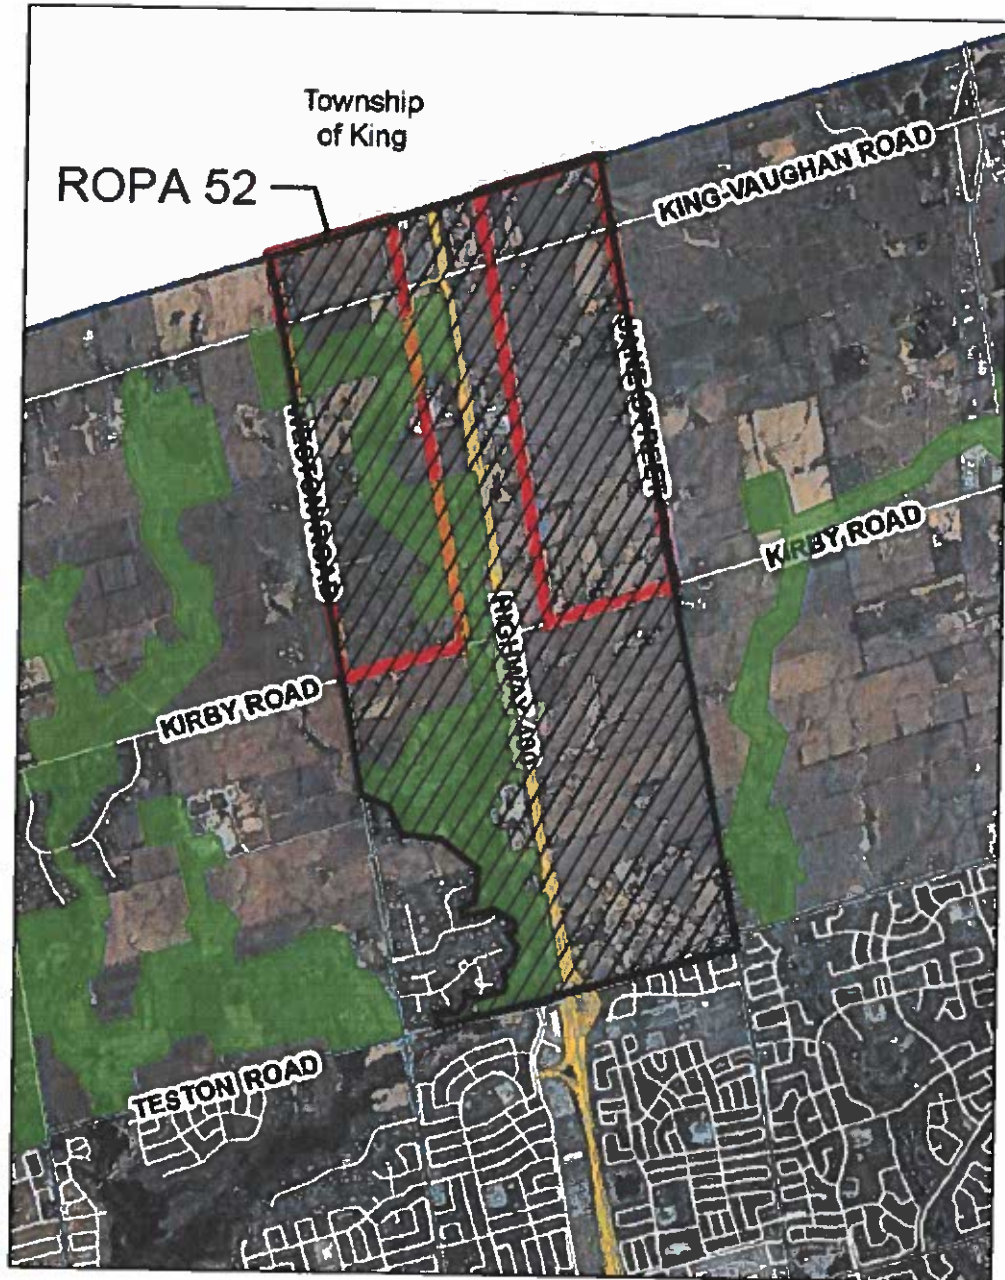 Township
of King
ROPA 52
KING-VAUGHAN ROAD
KIRBY ROAD
HIGHWAY 400
KIRBY ROAD
TESTON ROAD